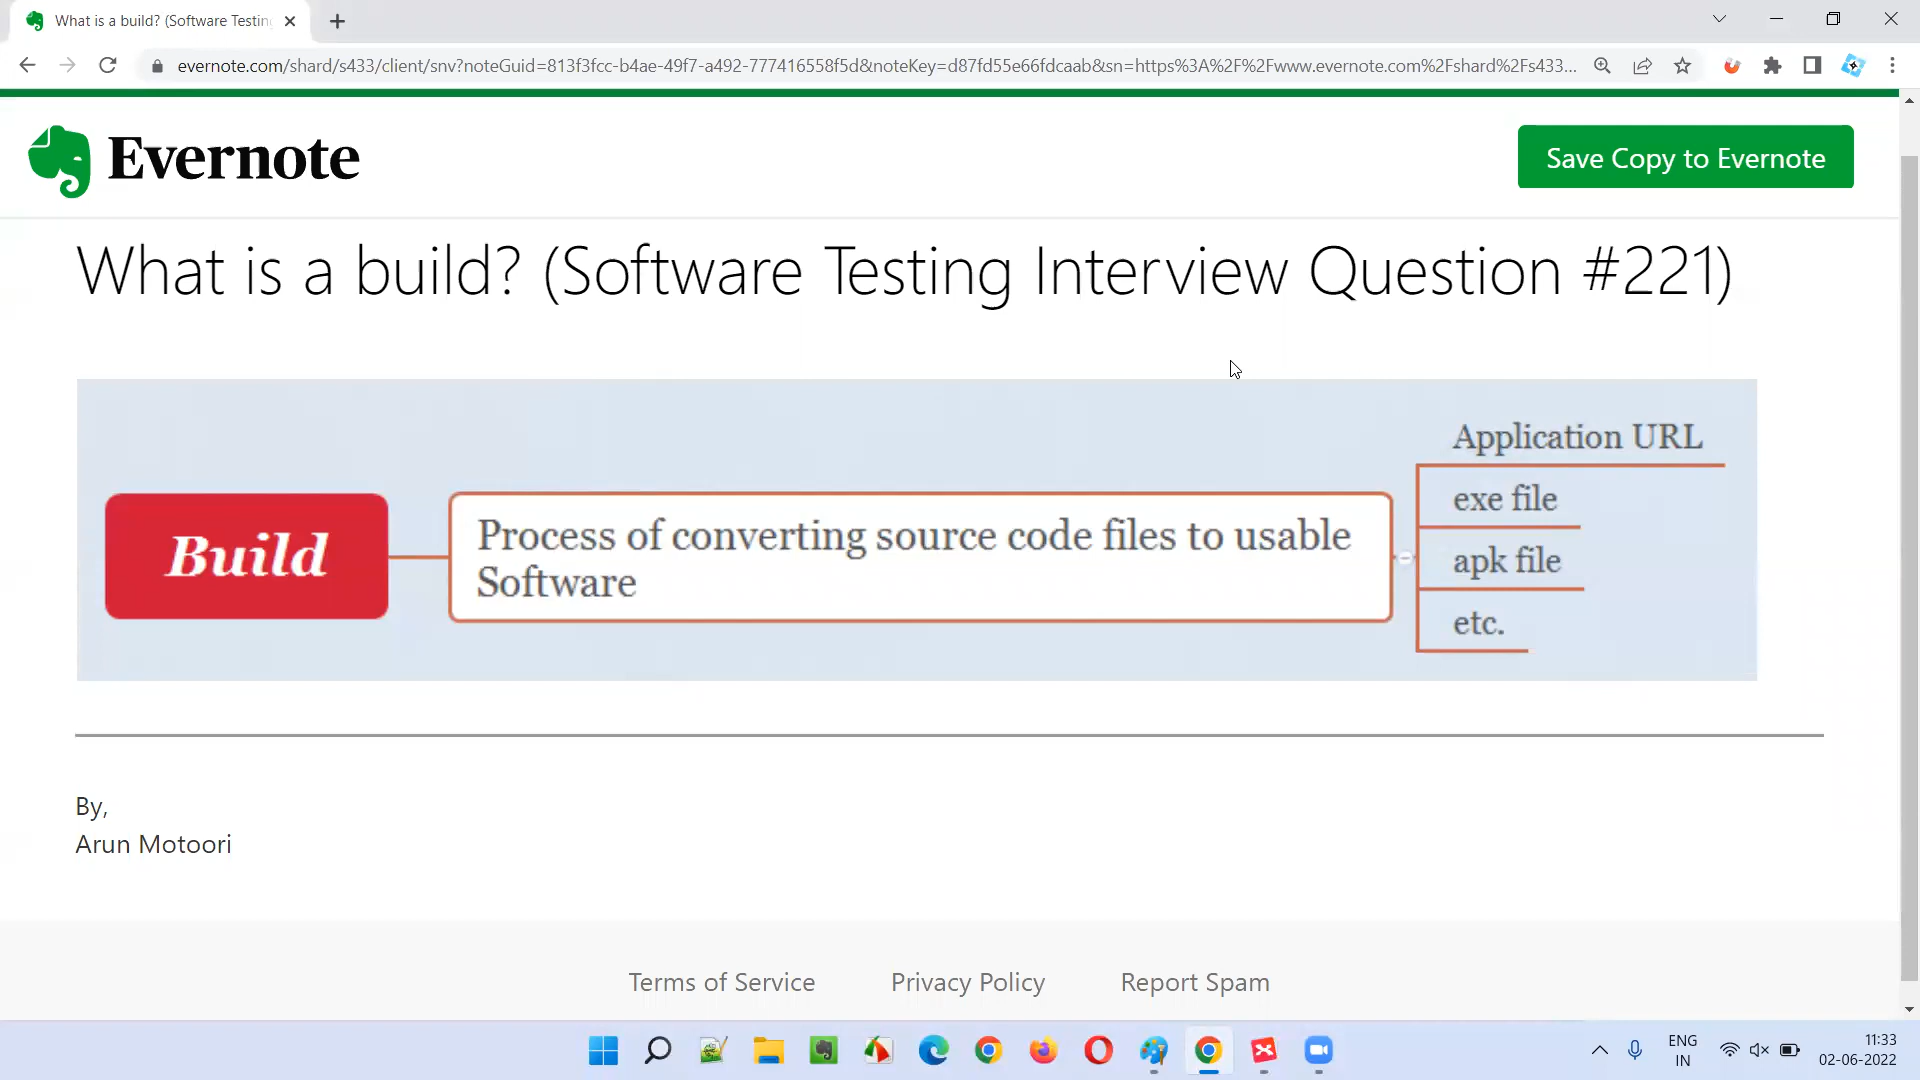 What is a build? (Software Testin
evernote.com/shard/s433/client/snv?noteGuid=813f3fcc-b4ae-49f7-a492-777416558f5d&noteKey=d87fd55e66fdcaab&sn=https%3A%2F%2Fwww.evernote.com%2Fshard%2Fs433...
Evernote
Save Copy to Evernote
What is a build? (Software Testing Interview Question #221)
Application URL
exe file
Build
Process of converting source code files to usable
Software
apk file
etc.
By,
Arun Motoori
Terms of Service Privacy Policy Report Spam
ENG
IN
11:33
02-06-2022